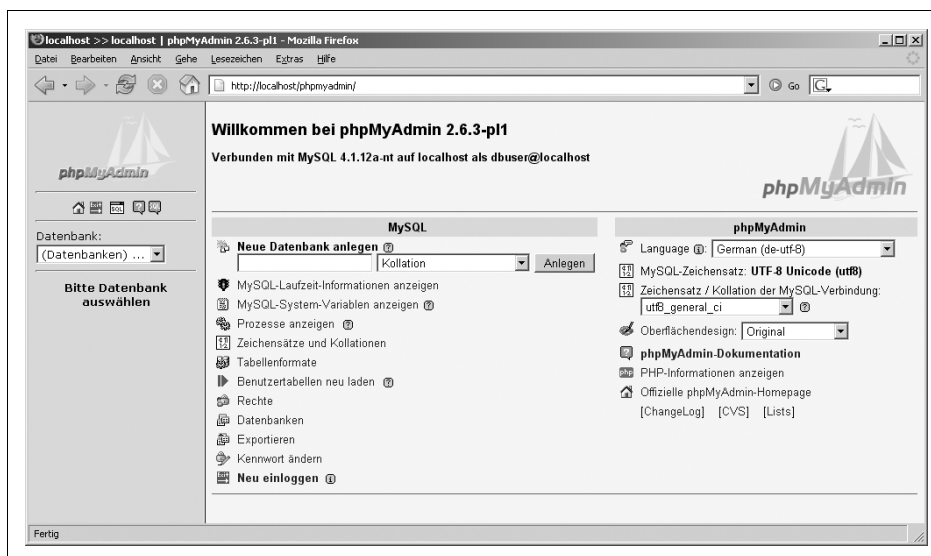 localhost >> localhost | phpMyAdmin 2.6.3-pl1 - Mozilla Firefox
Datei Bearbeiten Ansicht Gehe Lesezeichen Extras Hilfe
http://localhost/phpmyadmin/
Go
G
phpMyAdmin
SQL
Datenbank:
(Datenbanken) ...
Bitte Datenbank
auswählen
Willkommen bei phpMyAdmin 2.6.3-pl1
Verbunden mit MySQL 4.1.12a-nt auf localhost als dbuser@localhost
phpMyAdmin
MySQL
Neue Datenbank anlegen
Kollation Anlegen
MySQL-Laufzeit-Informationen anzeigen
MySQL-System-Variablen anzeigen
Prozesse anzeigen
Zeichensätze und Kollationen
Tabellenformate
Benutzertabellen neu laden
Rechte
Datenbanken
Exportieren
Kennwort ändern
Neu einloggen
phpMyAdmin
Language : German (de-utf-8)
MySQL-Zeichensatz: UTF-8 Unicode (utf8)
Zeichensatz / Kollation der MySQL-Verbindung:
utf8_general_ci
Oberflächendesign: Original
phpMyAdmin-Dokumentation
php PHP-Informationen anzeigen
Offizielle phpMyAdmin-Homepage
[ChangeLog] [CVS] [Lists]
Fertig